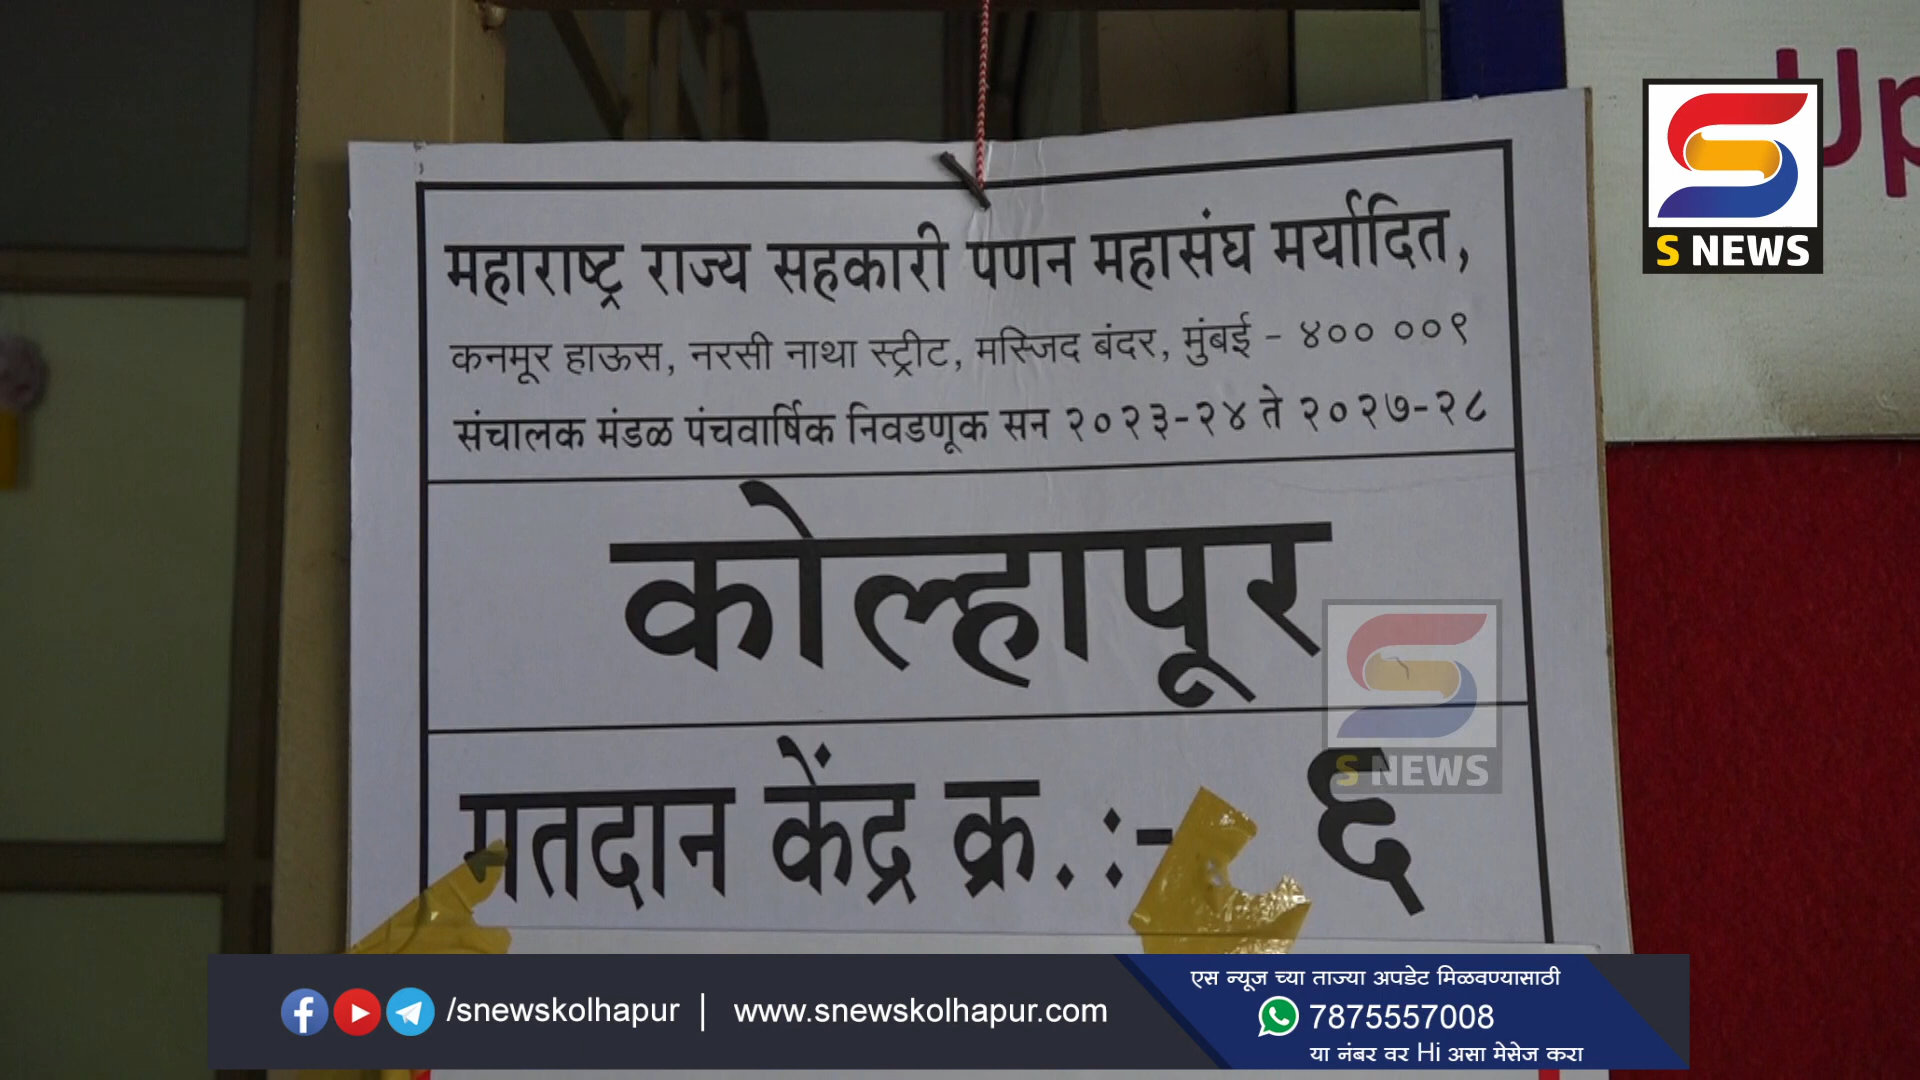 Up
S NEWS
महाराष्ट्र राज्य सहकारी पणन महासंघ मर्यादित,
कनमूर हाऊस, नरसी नाथा स्ट्रीट, मस्जिद बंदर, मुंबई - ४०० ००९
संचालक मंडळ पंचवार्षिक निवडणूक सन २०२३-२४ ते २०२७-२८
कोल्हापूर
S NEWS
मतदान केंद्र क्र. :- ६
/snewskolhapur | www.snewskolhapur.com
एस न्यूज च्या ताज्या अपडेट मिळवण्यासाठी
7875557008
या नंबर वर Hi असा मेसेज करा